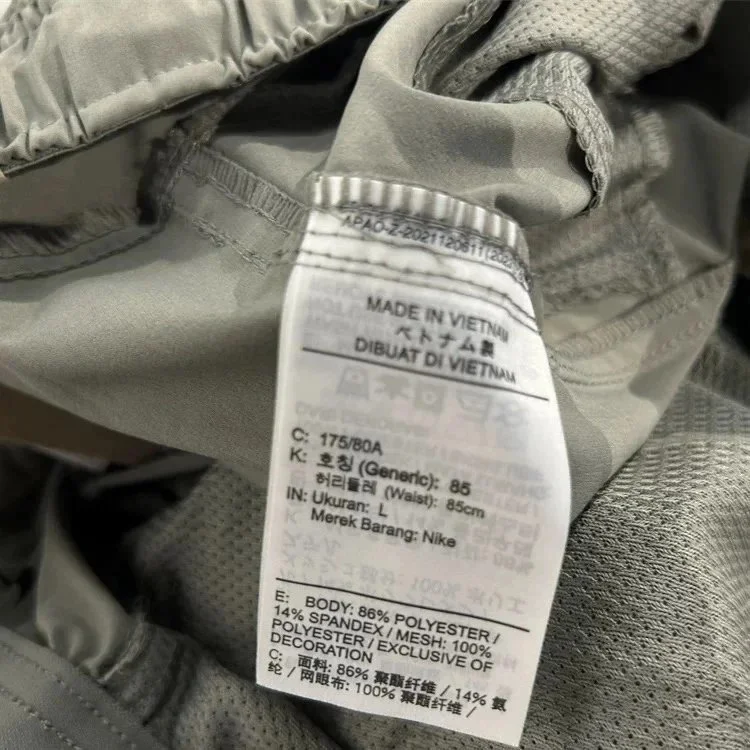 APAO-Z-2021120611(202
MADE IN VIETNAM
ベトナム製
DIBUAT DI VIETNAM
C: 175/80A
K: 호칭 (Generic): 85
허리둘레 (Waist): 85cm
IN: Ukuran: L
Merek Barang: Nike
E: BODY: 86% POLYESTER /
14% SPANDEX / MESH: 100%
POLYESTER / EXCLUSIVE OF
DECORATION
C: 面料: 86% 聚酯纤维 / 14% 氨
纶 / 网眼布: 100% 聚酯纤维 /